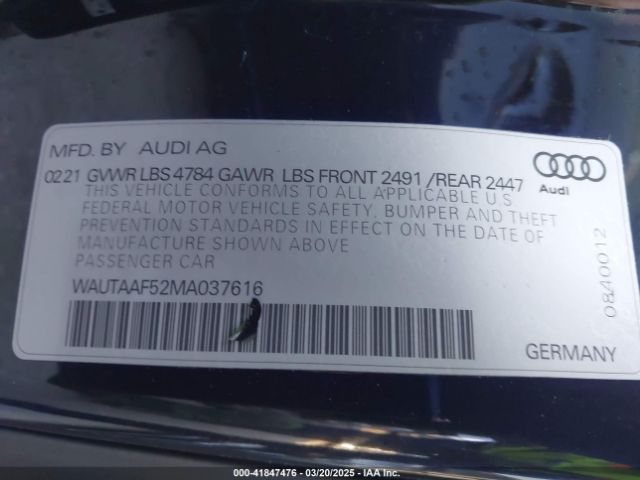 MFD. BY AUDI AG
0221 GWWR LBS 4784 GAWR LBS FRONT 2491 /REAR 2447
THIS VEHICLE CONFORMS TO ALL APPLICABLE U.S
FEDERAL MOTOR VEHICLE SAFETY, BUMPER AND THEFT
PREVENTION STANDARDS IN EFFECT ON THE DATE OF
MANUFACTURE SHOWN ABOVE
PASSENGER CAR
WAUTAAF52MA037616
Audi
0840012
GERMANY
000-41847476 — 03/20/2025 — IAA Inc.